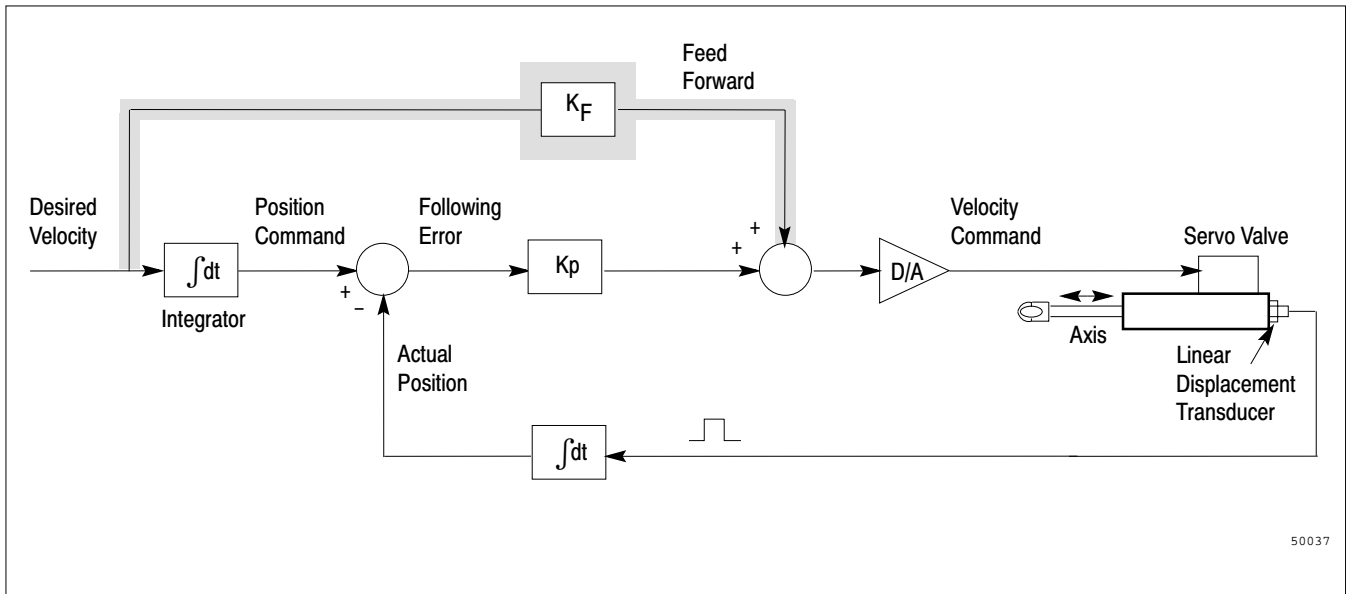 Feed
Forward
K_F
Desired
Velocity
Position
Command
Following
Error
Velocity
Command
Servo Valve
+
+
∫dt
Kp
D/A
+
–
Integrator
Axis
Actual
Position
Linear
Displacement
Transducer
∫dt
50037